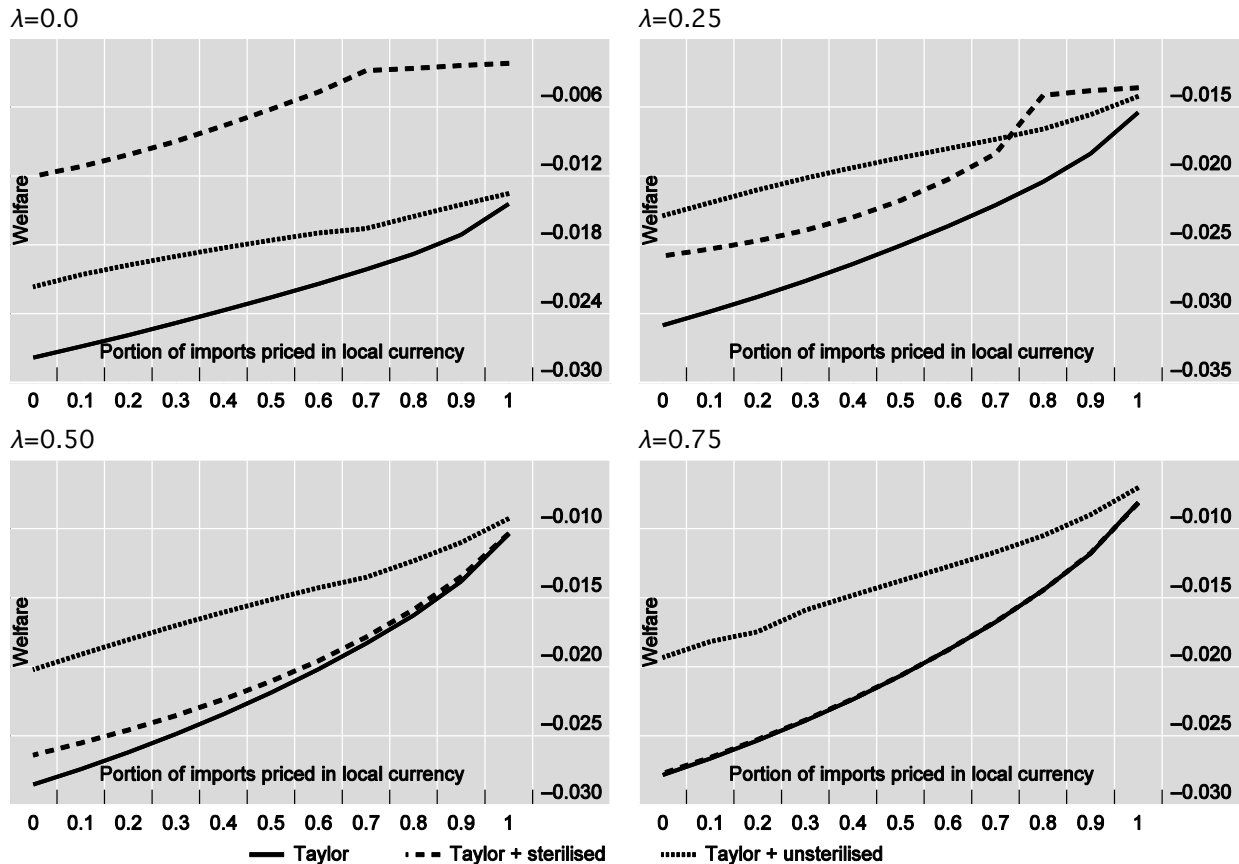 λ=0.0
–0.006
–0.012
–0.018
–0.024
–0.030
Welfare
Portion of imports priced in local currency
0 0.1 0.2 0.3 0.4 0.5 0.6 0.7 0.8 0.9 1
λ=0.25
–0.015
–0.020
–0.025
–0.030
–0.035
Welfare
Portion of imports priced in local currency
0 0.1 0.2 0.3 0.4 0.5 0.6 0.7 0.8 0.9 1
λ=0.50
–0.010
–0.015
–0.020
–0.025
–0.030
Welfare
Portion of imports priced in local currency
0 0.1 0.2 0.3 0.4 0.5 0.6 0.7 0.8 0.9 1
λ=0.75
–0.010
–0.015
–0.020
–0.025
–0.030
Welfare
Portion of imports priced in local currency
0 0.1 0.2 0.3 0.4 0.5 0.6 0.7 0.8 0.9 1
Taylor Taylor + sterilised Taylor + unsterilised